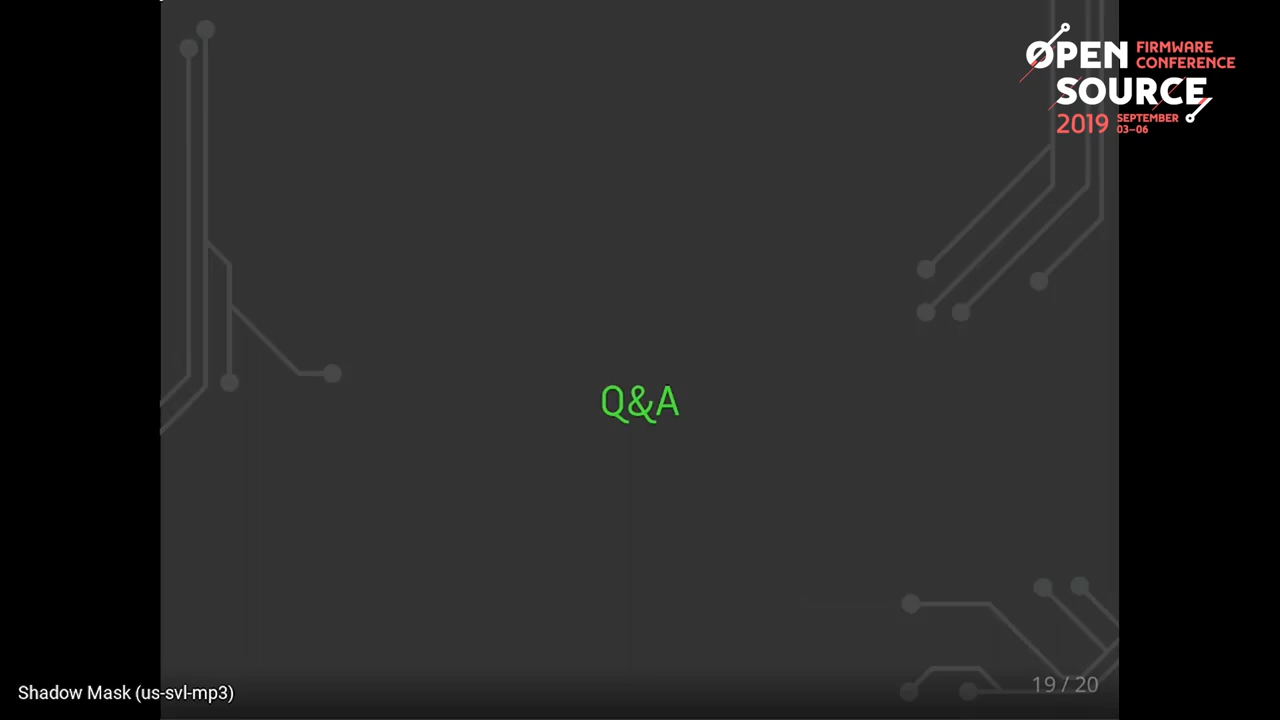 OPEN FIRMWARE
CONFERENCE
SOURCE
2019 SEPTEMBER
03–06
Q&A
19 / 20
Shadow Mask (us-svl-mp3)